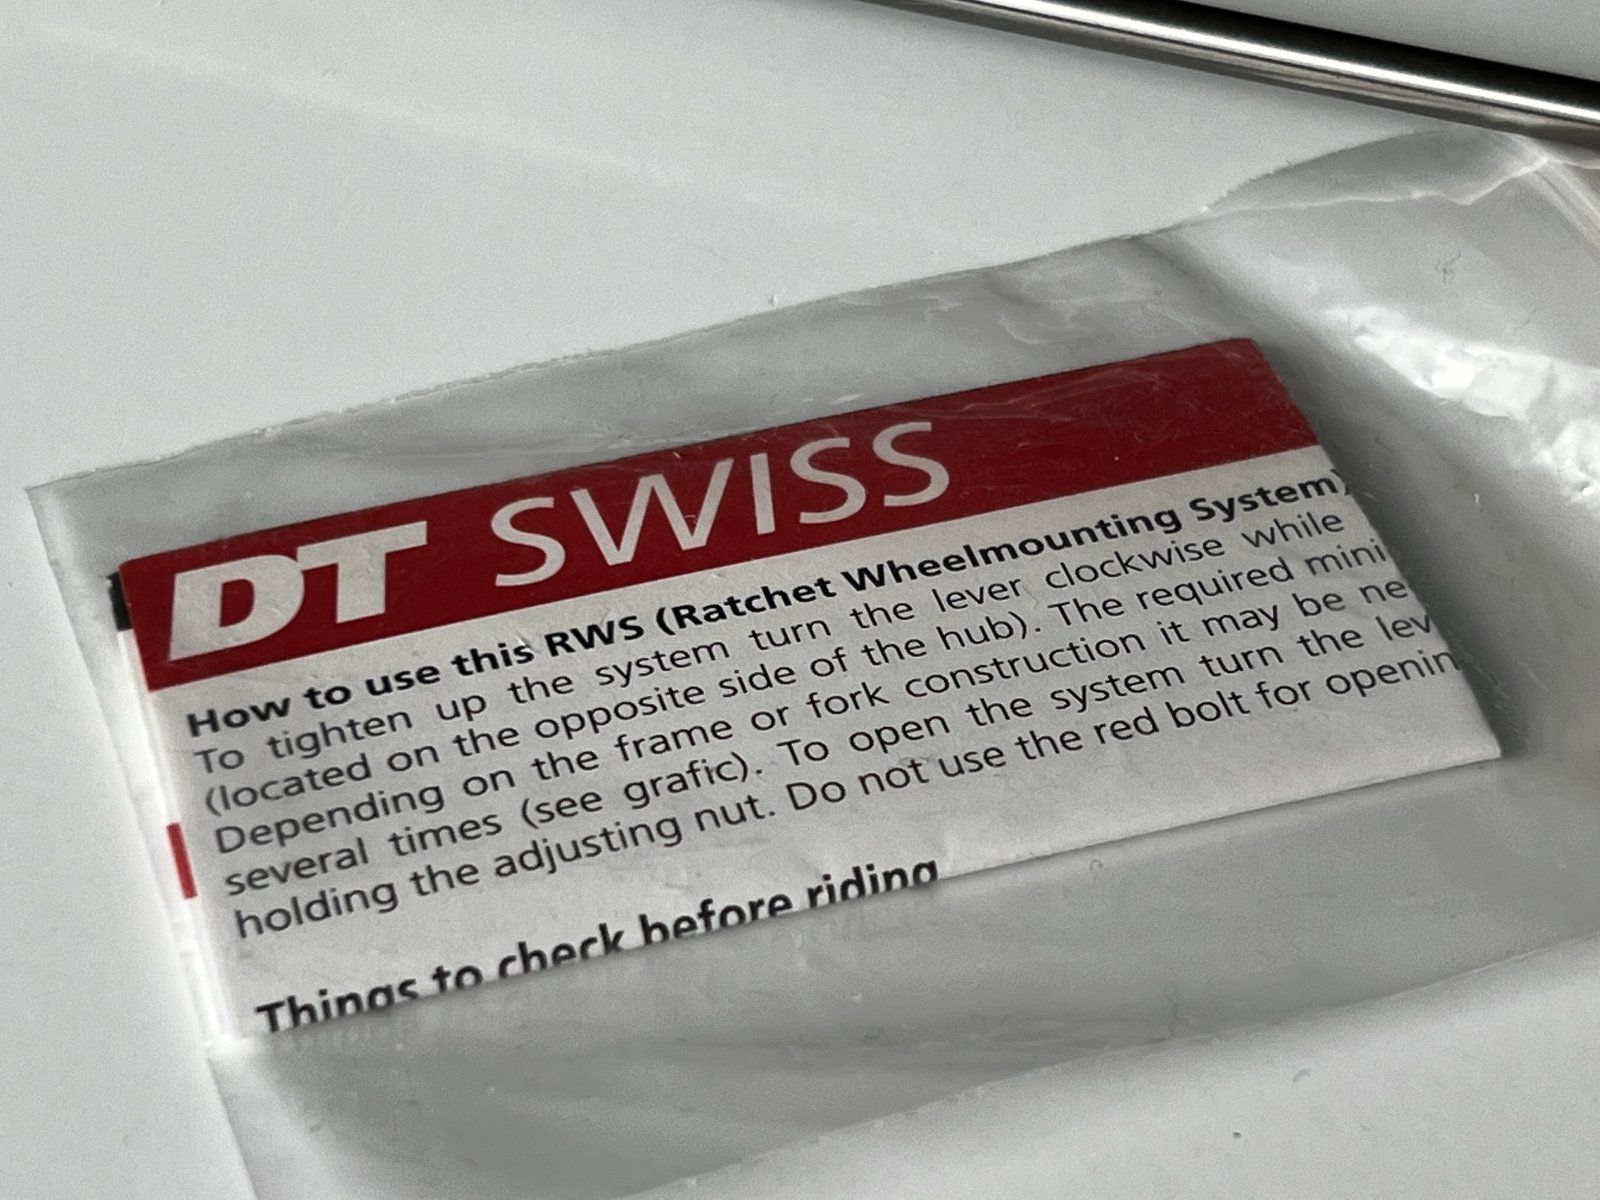 DT SWISS
How to use this RWS (Ratchet Wheelmounting System)
To tighten up the system turn the lever clockwise while
(located on the opposite side of the hub). The required mini
Depending on the frame or fork construction it may be ne
several times (see grafic). To open the system turn the lev
holding the adjusting nut. Do not use the red bolt for openin
Things to check before riding